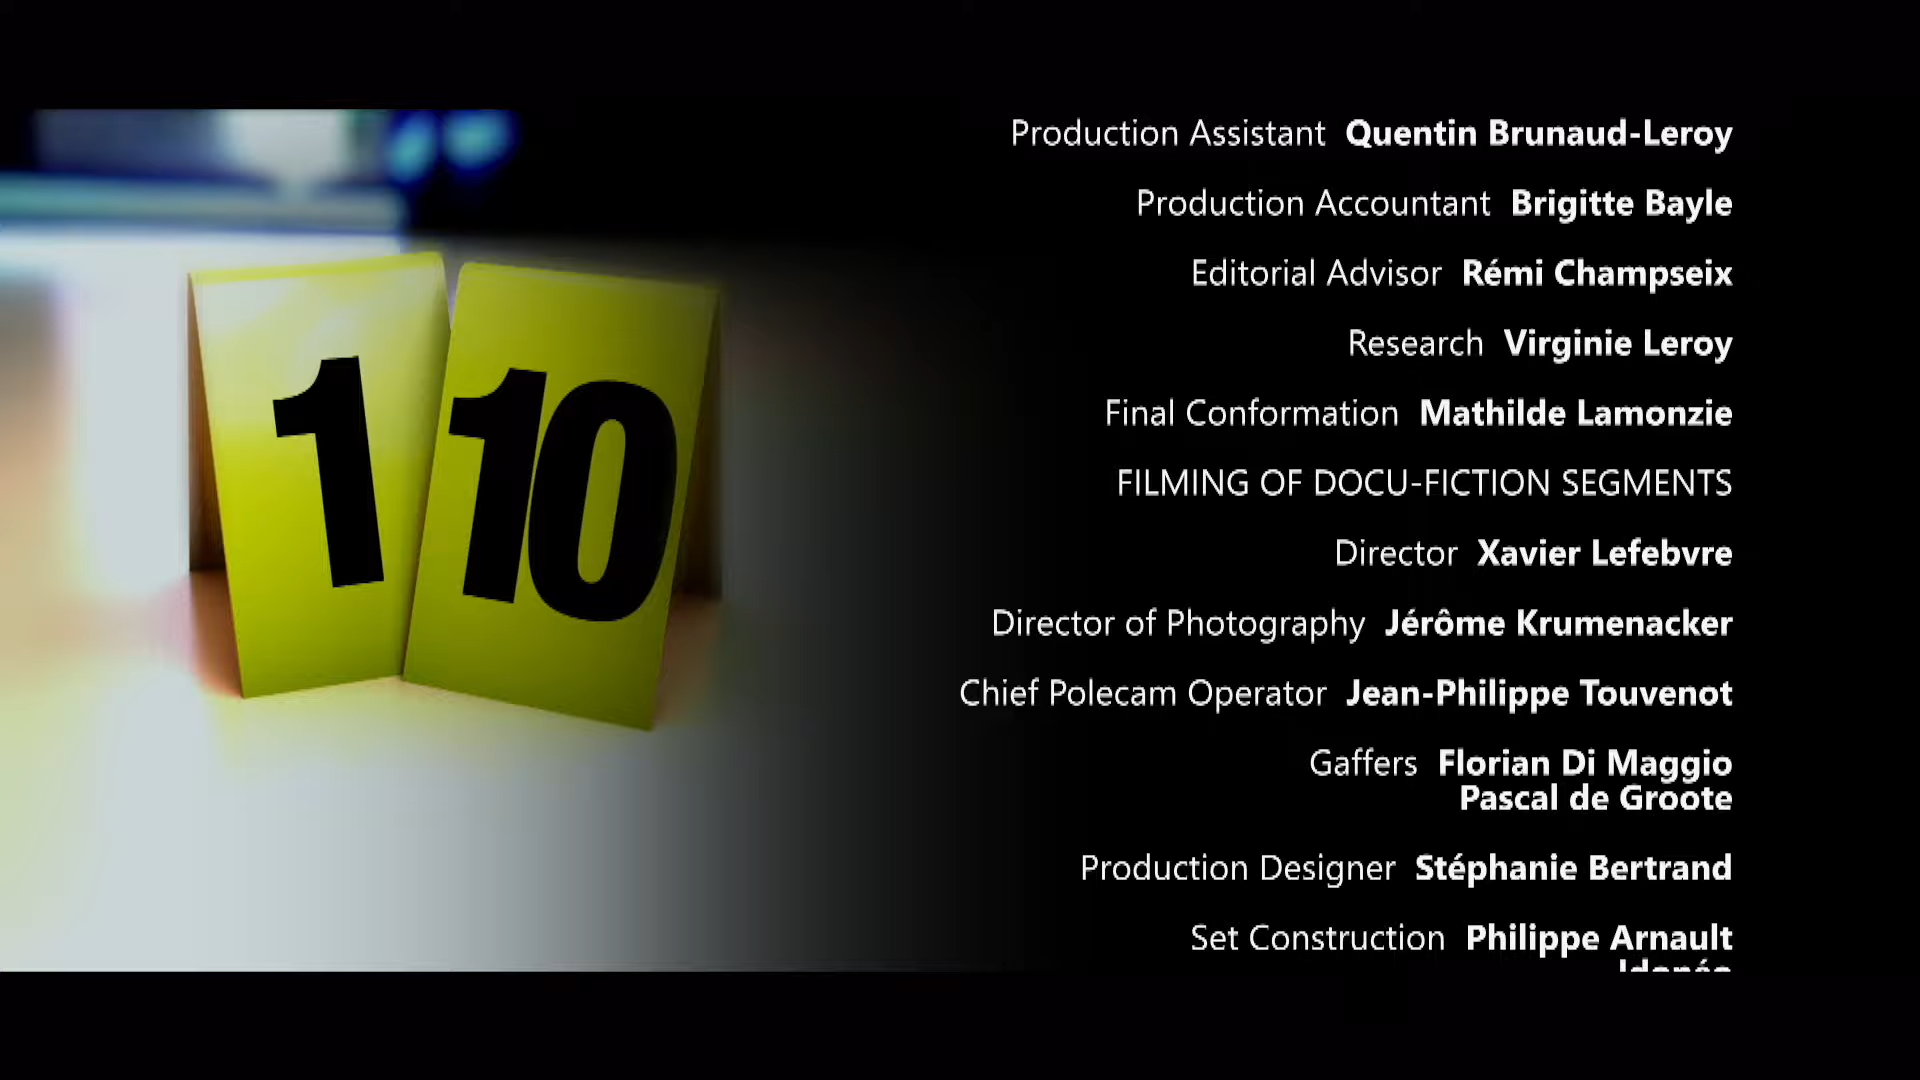 1
10
Production Assistant Quentin Brunaud-Leroy
Production Accountant Brigitte Bayle
Editorial Advisor Rémi Champseix
Research Virginie Leroy
Final Conformation Mathilde Lamonzie
FILMING OF DOCU-FICTION SEGMENTS
Director Xavier Lefebvre
Director of Photography Jérôme Krumenacker
Chief Polecam Operator Jean-Philippe Touvenot
Gaffers Florian Di Maggio
Pascal de Groote
Production Designer Stéphanie Bertrand
Set Construction Philippe Arnault